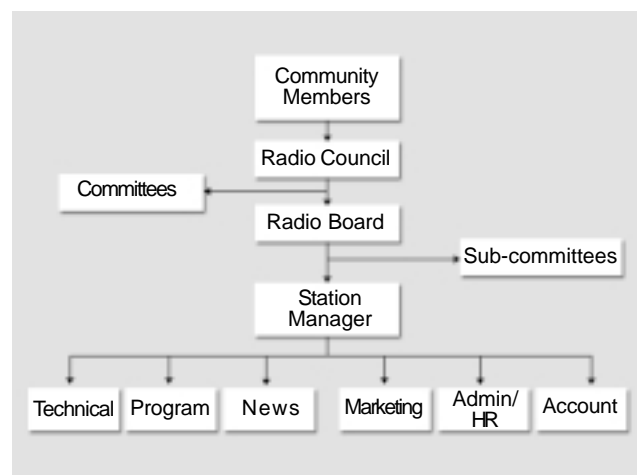 Community
Members
Radio Council
Committees
Radio Board
Sub-committees
Station
Manager
Technical
Program
News
Marketing
Admin/
HR
Account